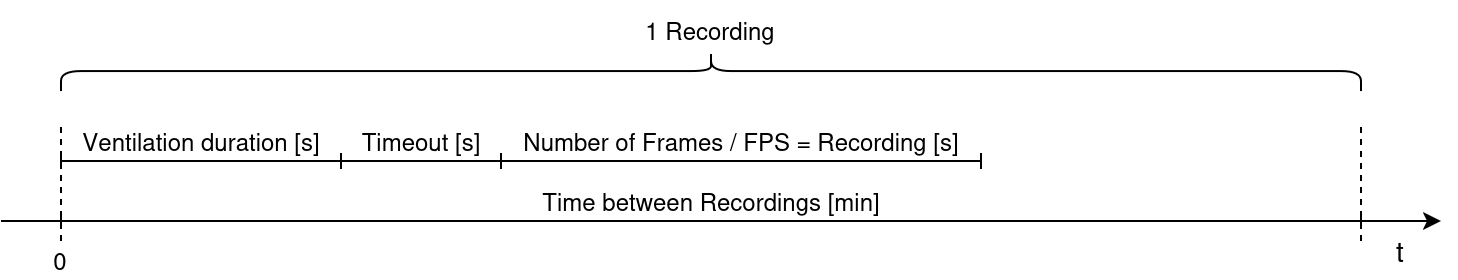 1 Recording
Ventilation duration [s] Timeout [s] Number of Frames / FPS = Recording [s]
Time between Recordings [min]
0 t